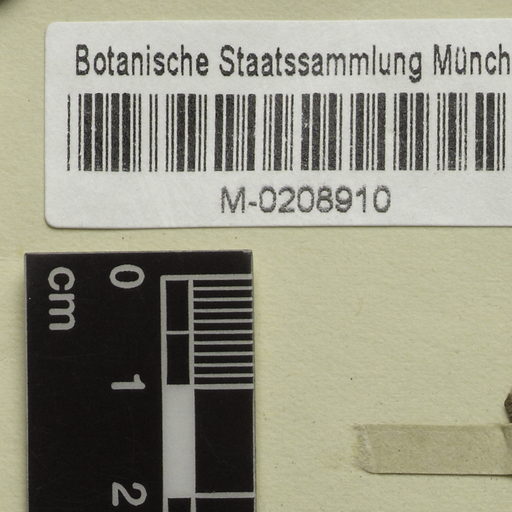 Botanische Staatssammlung Münch
M-0208910
cm
0
1
2